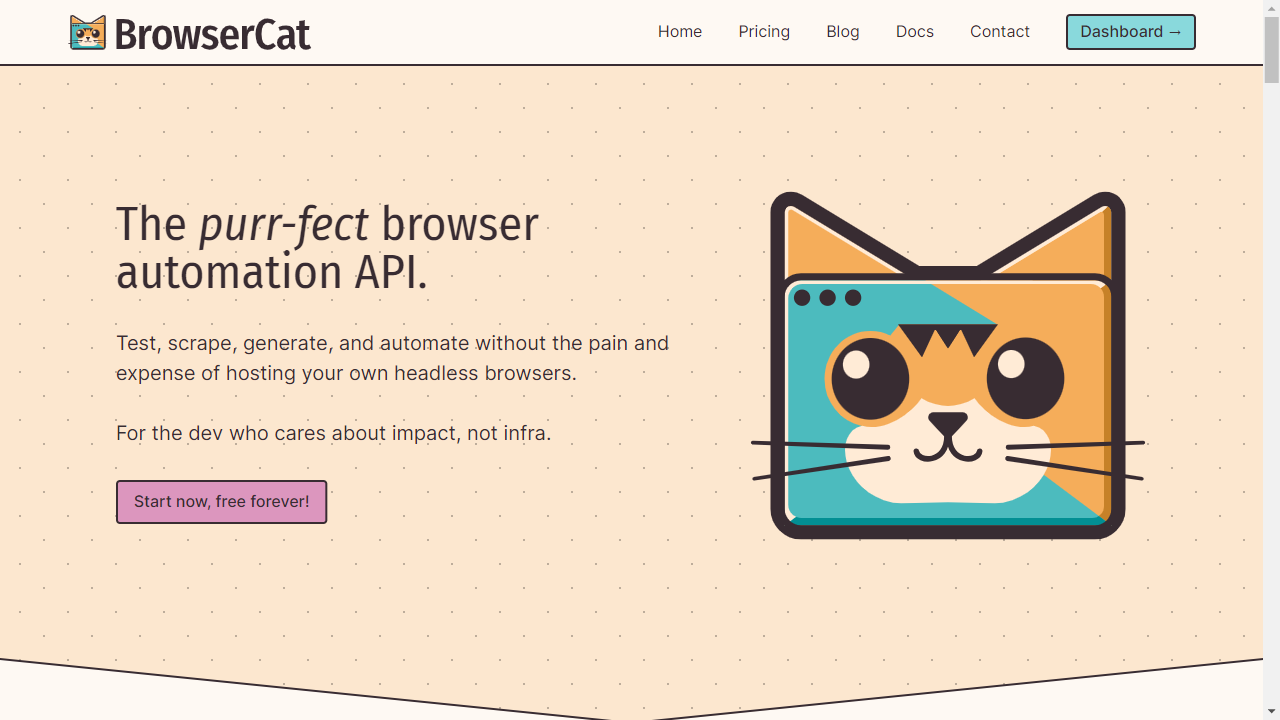 BrowserCat
Home Pricing Blog Docs Contact Dashboard →
The purr-fect browser
automation API.
Test, scrape, generate, and automate without the pain and
expense of hosting your own headless browsers.
For the dev who cares about impact, not infra.
Start now, free forever!